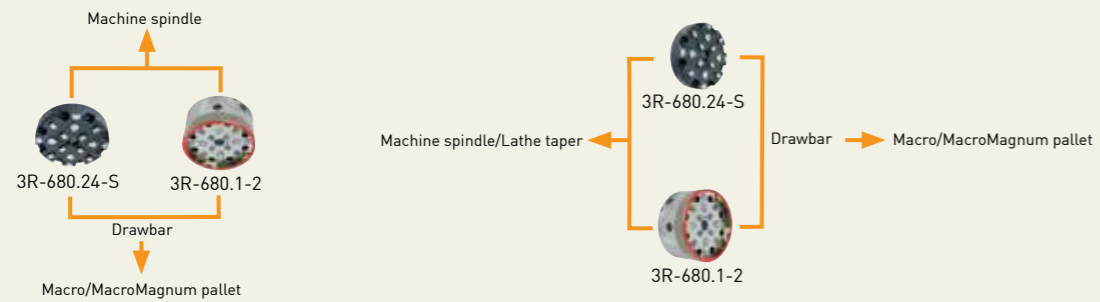 Machine spindle
3R-680.24-S
3R-680.1-2
Drawbar
Macro/MacroMagnum pallet
3R-680.24-S
Machine spindle/Lathe taper
Drawbar
Macro/MacroMagnum pallet
3R-680.1-2